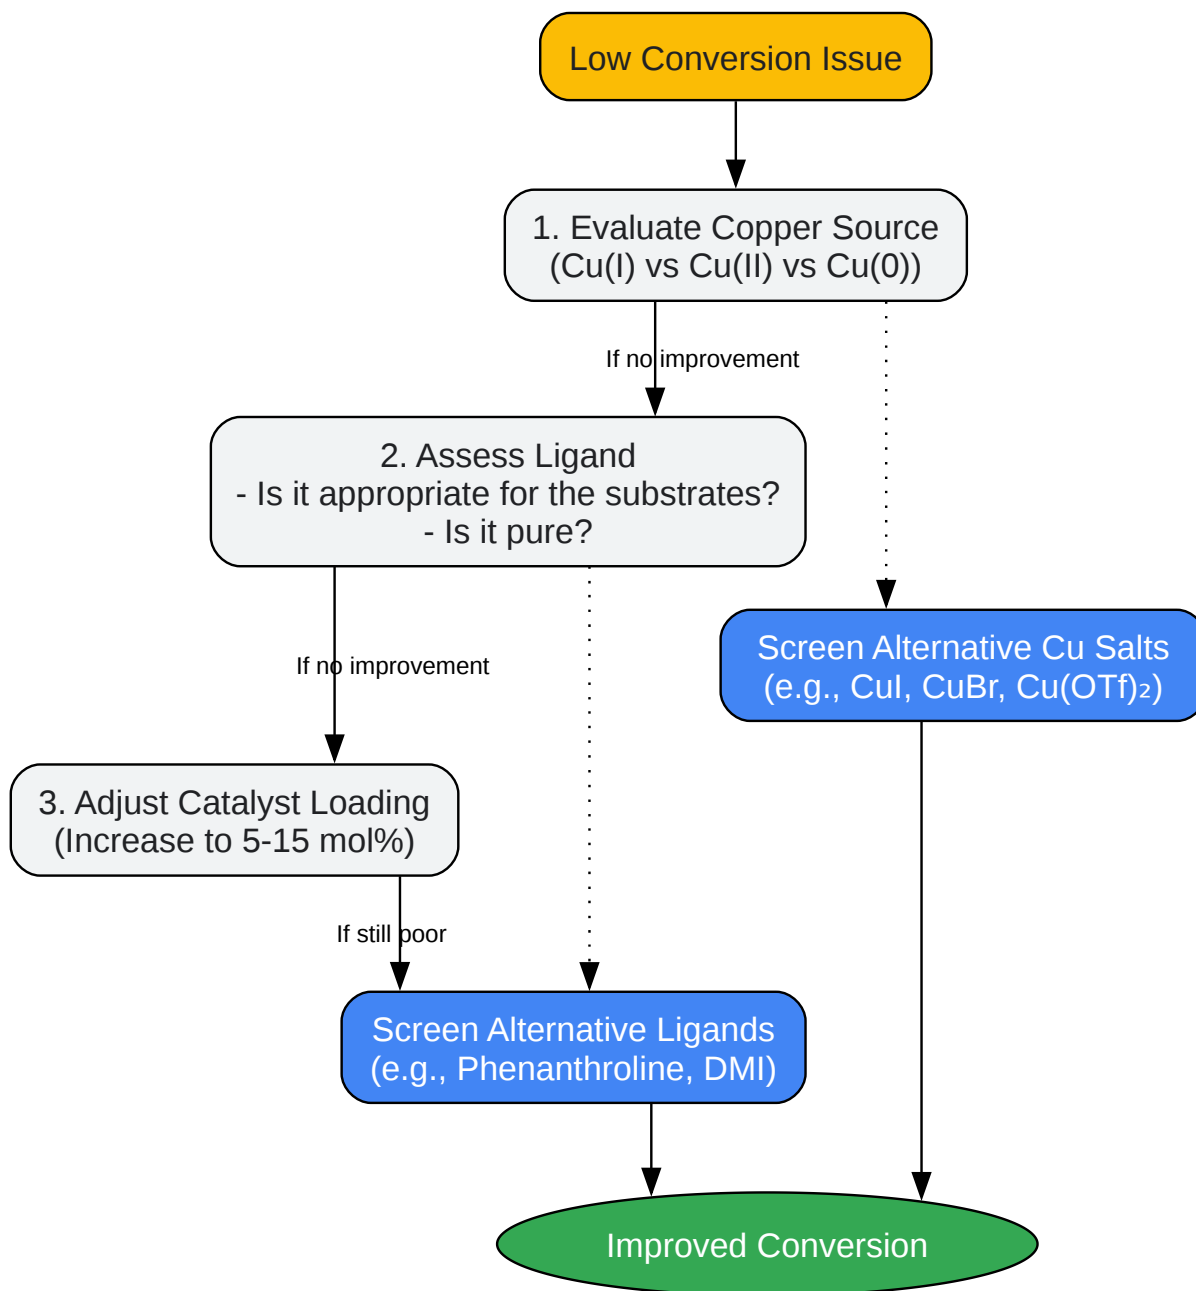 Low Conversion Issue
1. Evaluate Copper Source
(Cu(I) vs Cu(II) vs Cu(0))
If no improvement
2. Assess Ligand
- Is it appropriate for the substrates?
- Is it pure?
Screen Alternative Cu Salts
(e.g., CuI, CuBr, Cu(OTf)₂)
If no improvement
3. Adjust Catalyst Loading
(Increase to 5-15 mol%)
If still poor
Screen Alternative Ligands
(e.g., Phenanthroline, DMI)
Improved Conversion